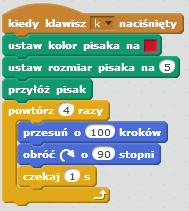 kiedy klawisz k naciśnięty
ustaw kolor pisaka na
ustaw rozmiar pisaka na 5
przyłóż pisak
powtórz 4 razy
przesuń o 100 kroków
obróć o 90 stopni
czekaj 1 s